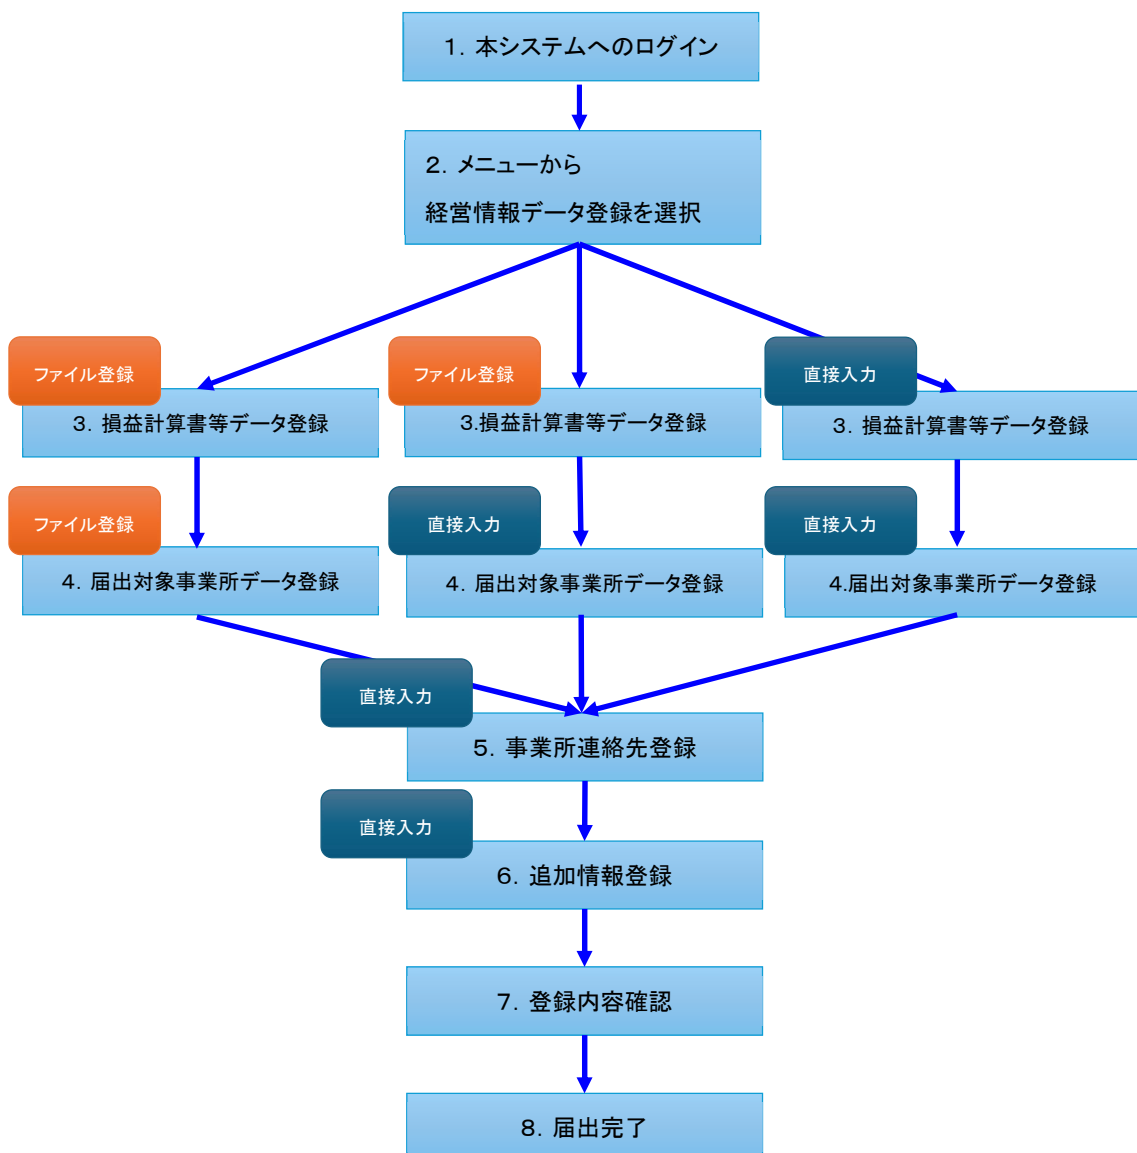 １．本システムへのログイン
２．メニューから
経営情報データ登録を選択
ファイル登録
ファイル登録
直接入力
３．損益計算書等データ登録
３.損益計算書等データ登録
３．損益計算書等データ登録
ファイル登録
直接入力
直接入力
４．届出対象事業所データ登録
４．届出対象事業所データ登録
４.届出対象事業所データ登録
直接入力
５．事業所連絡先登録
直接入力
６．追加情報登録
７．登録内容確認
８．届出完了